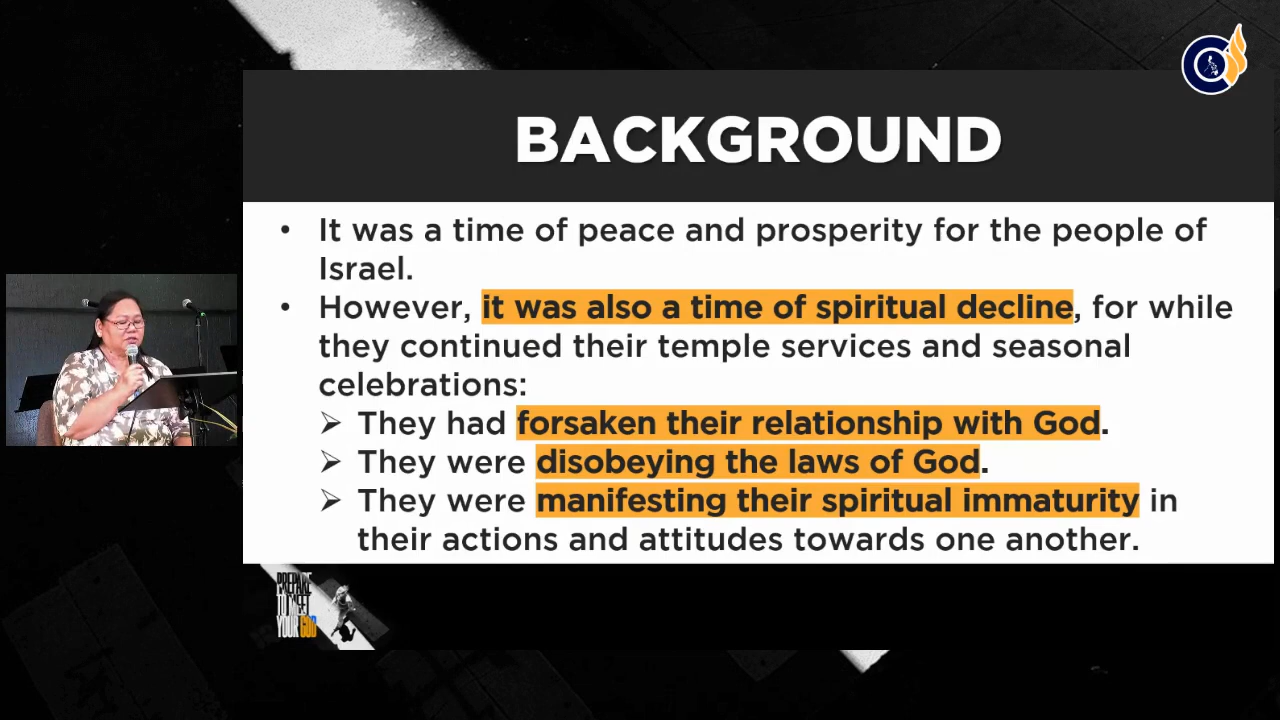 BACKGROUND
• It was a time of peace and prosperity for the people of
Israel.
• However, it was also a time of spiritual decline, for while
they continued their temple services and seasonal
celebrations:
➢ They had forsaken their relationship with God.
➢ They were disobeying the laws of God.
➢ They were manifesting their spiritual immaturity in
their actions and attitudes towards one another.
PREPARE
TO MEET
YOUR GOD